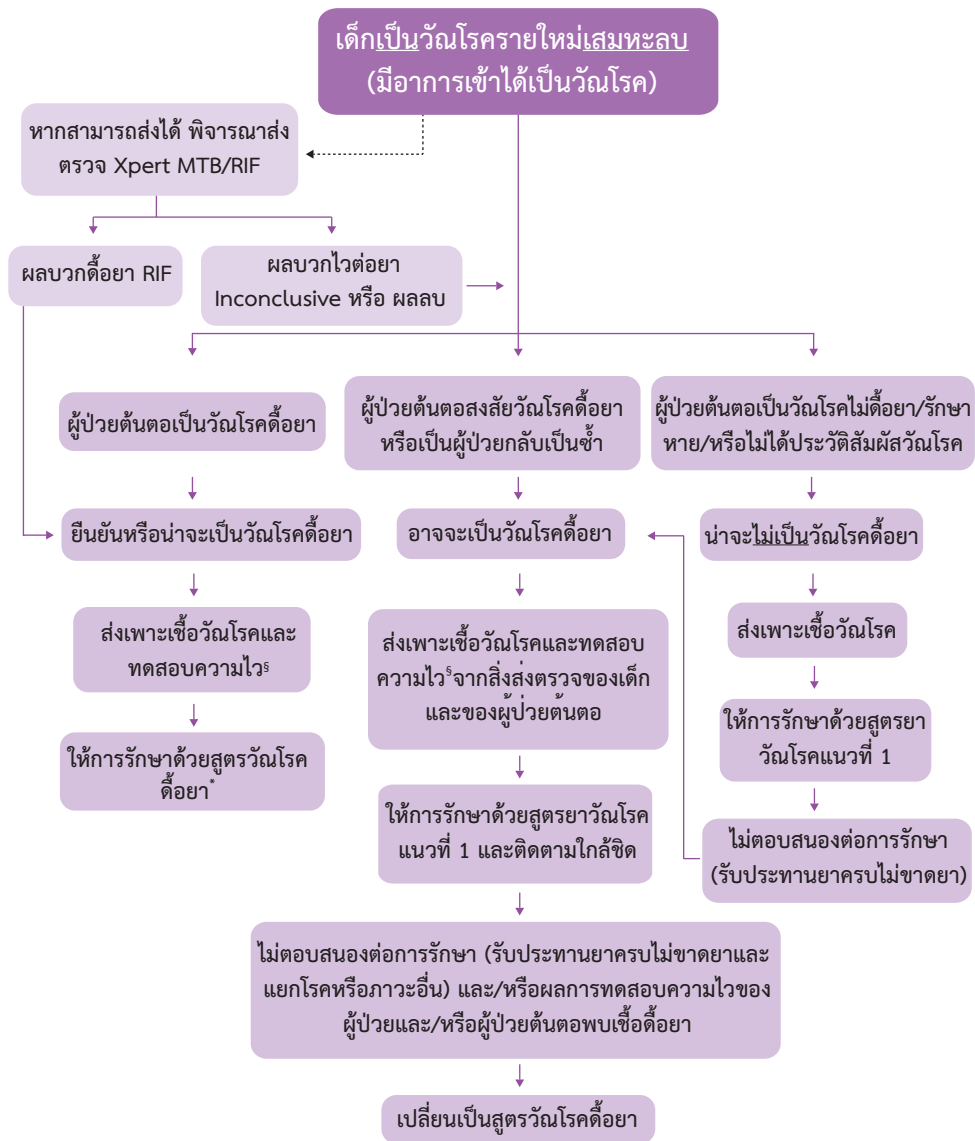 เด็กเป็นวัณโรครายใหม่เสมหะลบ
(มีอาการเข้าได้เป็นวัณโรค)
หากสามารถส่งได้ พิจารณาส่ง
ตรวจ Xpert MTB/RIF
ผลบวกดื้อยา RIF
ผลบวกไวต่อยา
Inconclusive หรือ ผลลบ
ผู้ป่วยต้นตอเป็นวัณโรคดื้อยา
ผู้ป่วยต้นตอสงสัยวัณโรคดื้อยา
หรือเป็นผู้ป่วยกลับเป็นซ้ำ
ผู้ป่วยต้นตอเป็นวัณโรคไม่ดื้อยา/รักษา
หาย/หรือไม่ได้ประวัติสัมผัสวัณโรค
ยืนยันหรือน่าจะเป็นวัณโรคดื้อยา
อาจจะเป็นวัณโรคดื้อยา
น่าจะไม่เป็นวัณโรคดื้อยา
ส่งเพาะเชื้อวัณโรคและ
ทดสอบความไว§
ส่งเพาะเชื้อวัณโรคและทดสอบ
ความไว§จากสิ่งส่งตรวจของเด็ก
และของผู้ป่วยต้นตอ
ส่งเพาะเชื้อวัณโรค
ให้การรักษาด้วยสูตรวัณโรค
ดื้อยา*
ให้การรักษาด้วยสูตรยา
วัณโรคแนวที่ 1
ให้การรักษาด้วยสูตรยาวัณโรค
แนวที่ 1 และติดตามใกล้ชิด
ไม่ตอบสนองต่อการรักษา
(รับประทานยาครบไม่ขาดยา)
ไม่ตอบสนองต่อการรักษา (รับประทานยาครบไม่ขาดยาและ
แยกโรคหรือภาวะอื่น) และ/หรือผลการทดสอบความไวของ
ผู้ป่วยและ/หรือผู้ป่วยต้นตอพบเชื้อดื้อยา
เปลี่ยนเป็นสูตรวัณโรคดื้อยา